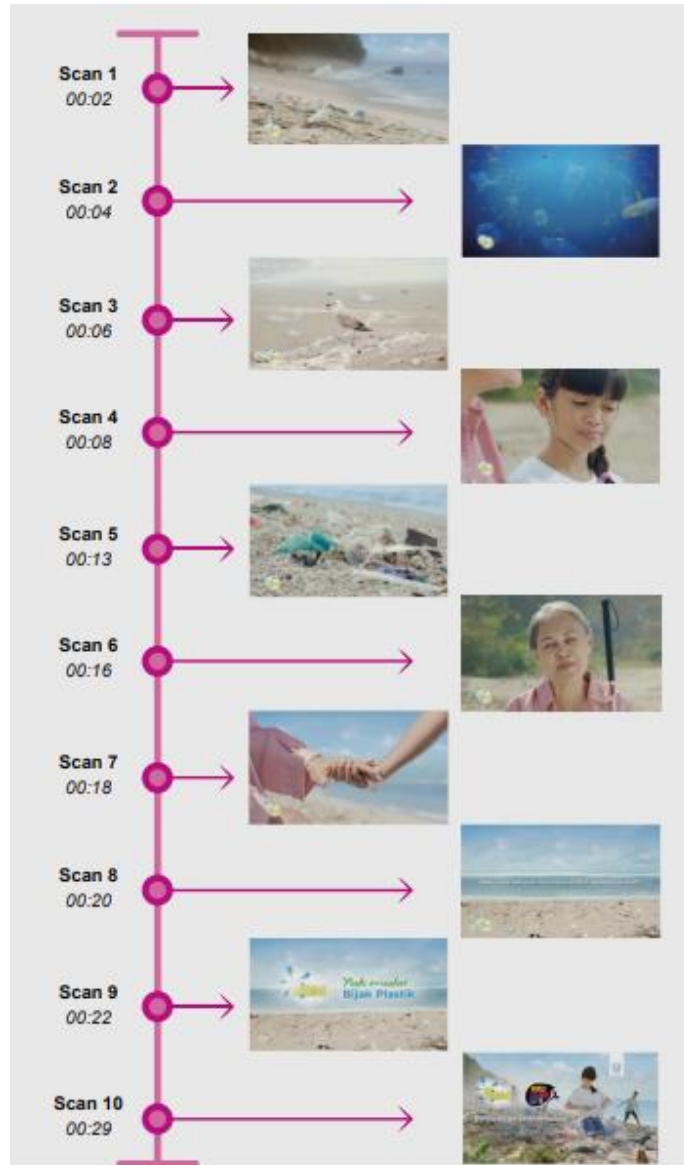 Scan 1
00:02
Scan 2
00:04
Scan 3
00:06
Scan 4
00:08
Scan 5
00:13
Scan 6
00:16
Scan 7
00:18
Scan 8
00:20
Scan 9
00:22
Yuk mulai
Bijak Plastik
Scan 10
00:29